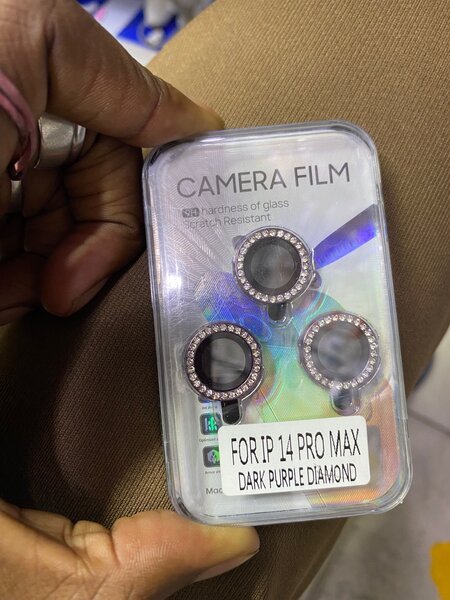 CAMERA FILM
9H hardness of glass
Scratch Resistant
FOR IP 14 PRO MAX
DARK PURPLE DIAMOND